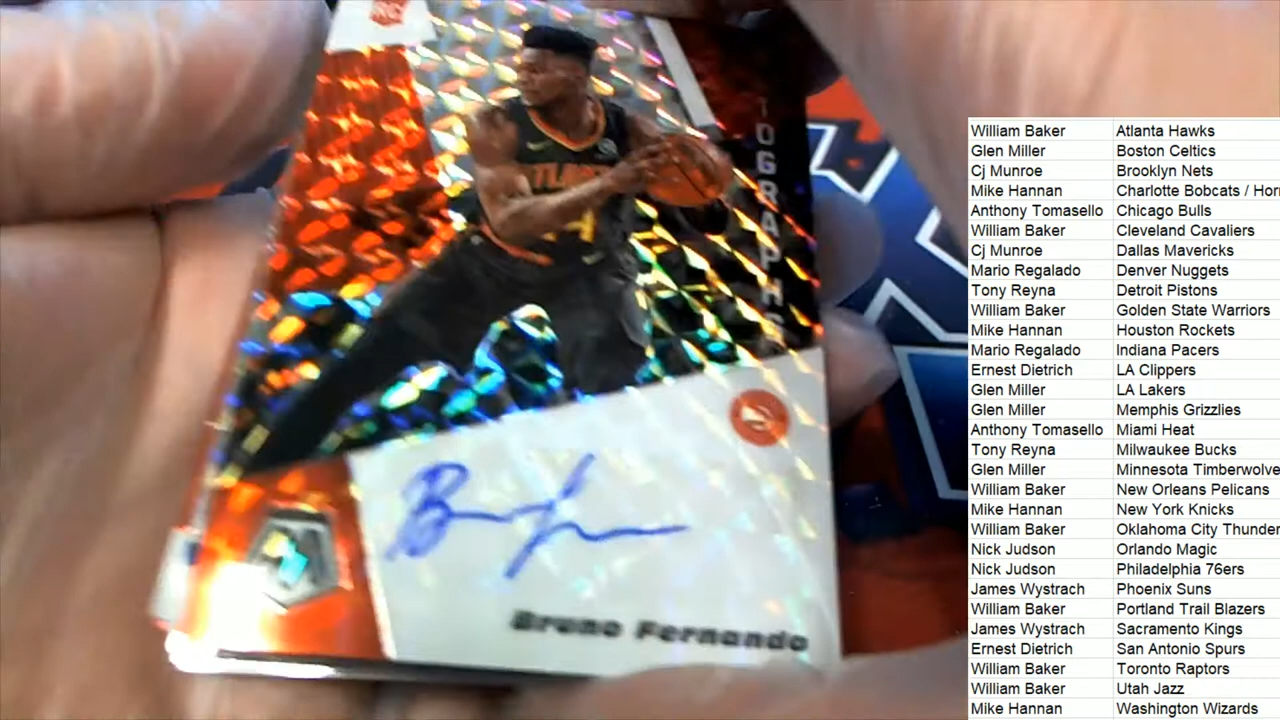 RC
TOGRAPHS
ATLAN
24
Bruno Fernando
William Baker Atlanta Hawks
Glen Miller Boston Celtics
Cj Munroe Brooklyn Nets
Mike Hannan Charlotte Bobcats / Hor
Anthony Tomasello Chicago Bulls
William Baker Cleveland Cavaliers
Cj Munroe Dallas Mavericks
Mario Regalado Denver Nuggets
Tony Reyna Detroit Pistons
William Baker Golden State Warriors
Mike Hannan Houston Rockets
Mario Regalado Indiana Pacers
Ernest Dietrich LA Clippers
Glen Miller LA Lakers
Glen Miller Memphis Grizzlies
Anthony Tomasello Miami Heat
Tony Reyna Milwaukee Bucks
Glen Miller Minnesota Timberwolve
William Baker New Orleans Pelicans
Mike Hannan New York Knicks
William Baker Oklahoma City Thunder
Nick Judson Orlando Magic
Nick Judson Philadelphia 76ers
James Wystrach Phoenix Suns
William Baker Portland Trail Blazers
James Wystrach Sacramento Kings
Ernest Dietrich San Antonio Spurs
William Baker Toronto Raptors
William Baker Utah Jazz
Mike Hannan Washington Wizards